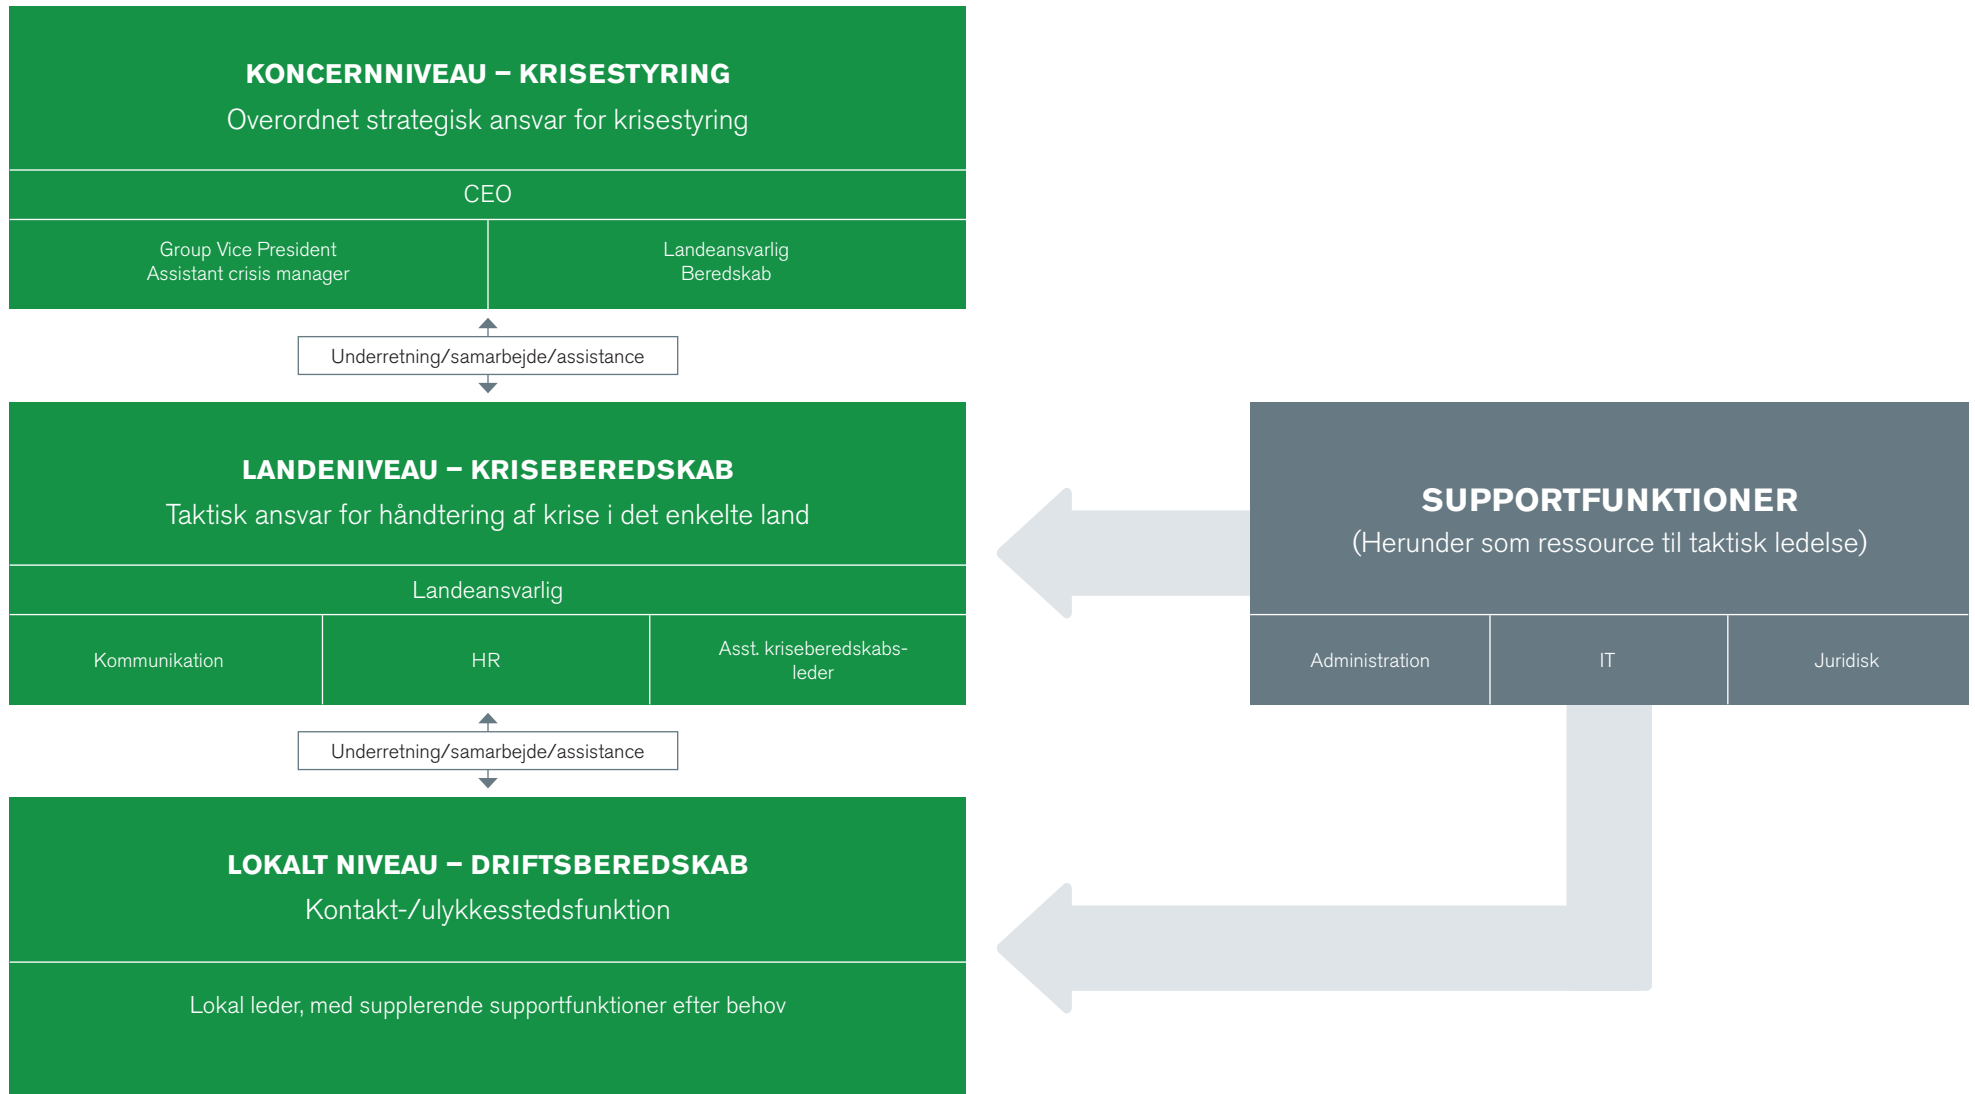 KONCERNNIVEAU – KRISESTYRING
Overordnet strategisk ansvar for krisestyring
CEO
Group Vice President
Assistant crisis manager
Landeansvarlig
Beredskab
Underretning/samarbejde/assistance
LANDENIVEAU – KRISEBEREDSKAB
Taktisk ansvar for håndtering af krise i det enkelte land
Landeansvarlig
Kommunikation
HR
Asst. kriseberedskabs-
leder
Underretning/samarbejde/assistance
LOKALT NIVEAU – DRIFTSBEREDSKAB
Kontakt-/ulykkesstedsfunktion
Lokal leder, med supplerende supportfunktioner efter behov
SUPPORTFUNKTIONER
(Herunder som ressource til taktisk ledelse)
Administration
IT
Juridisk